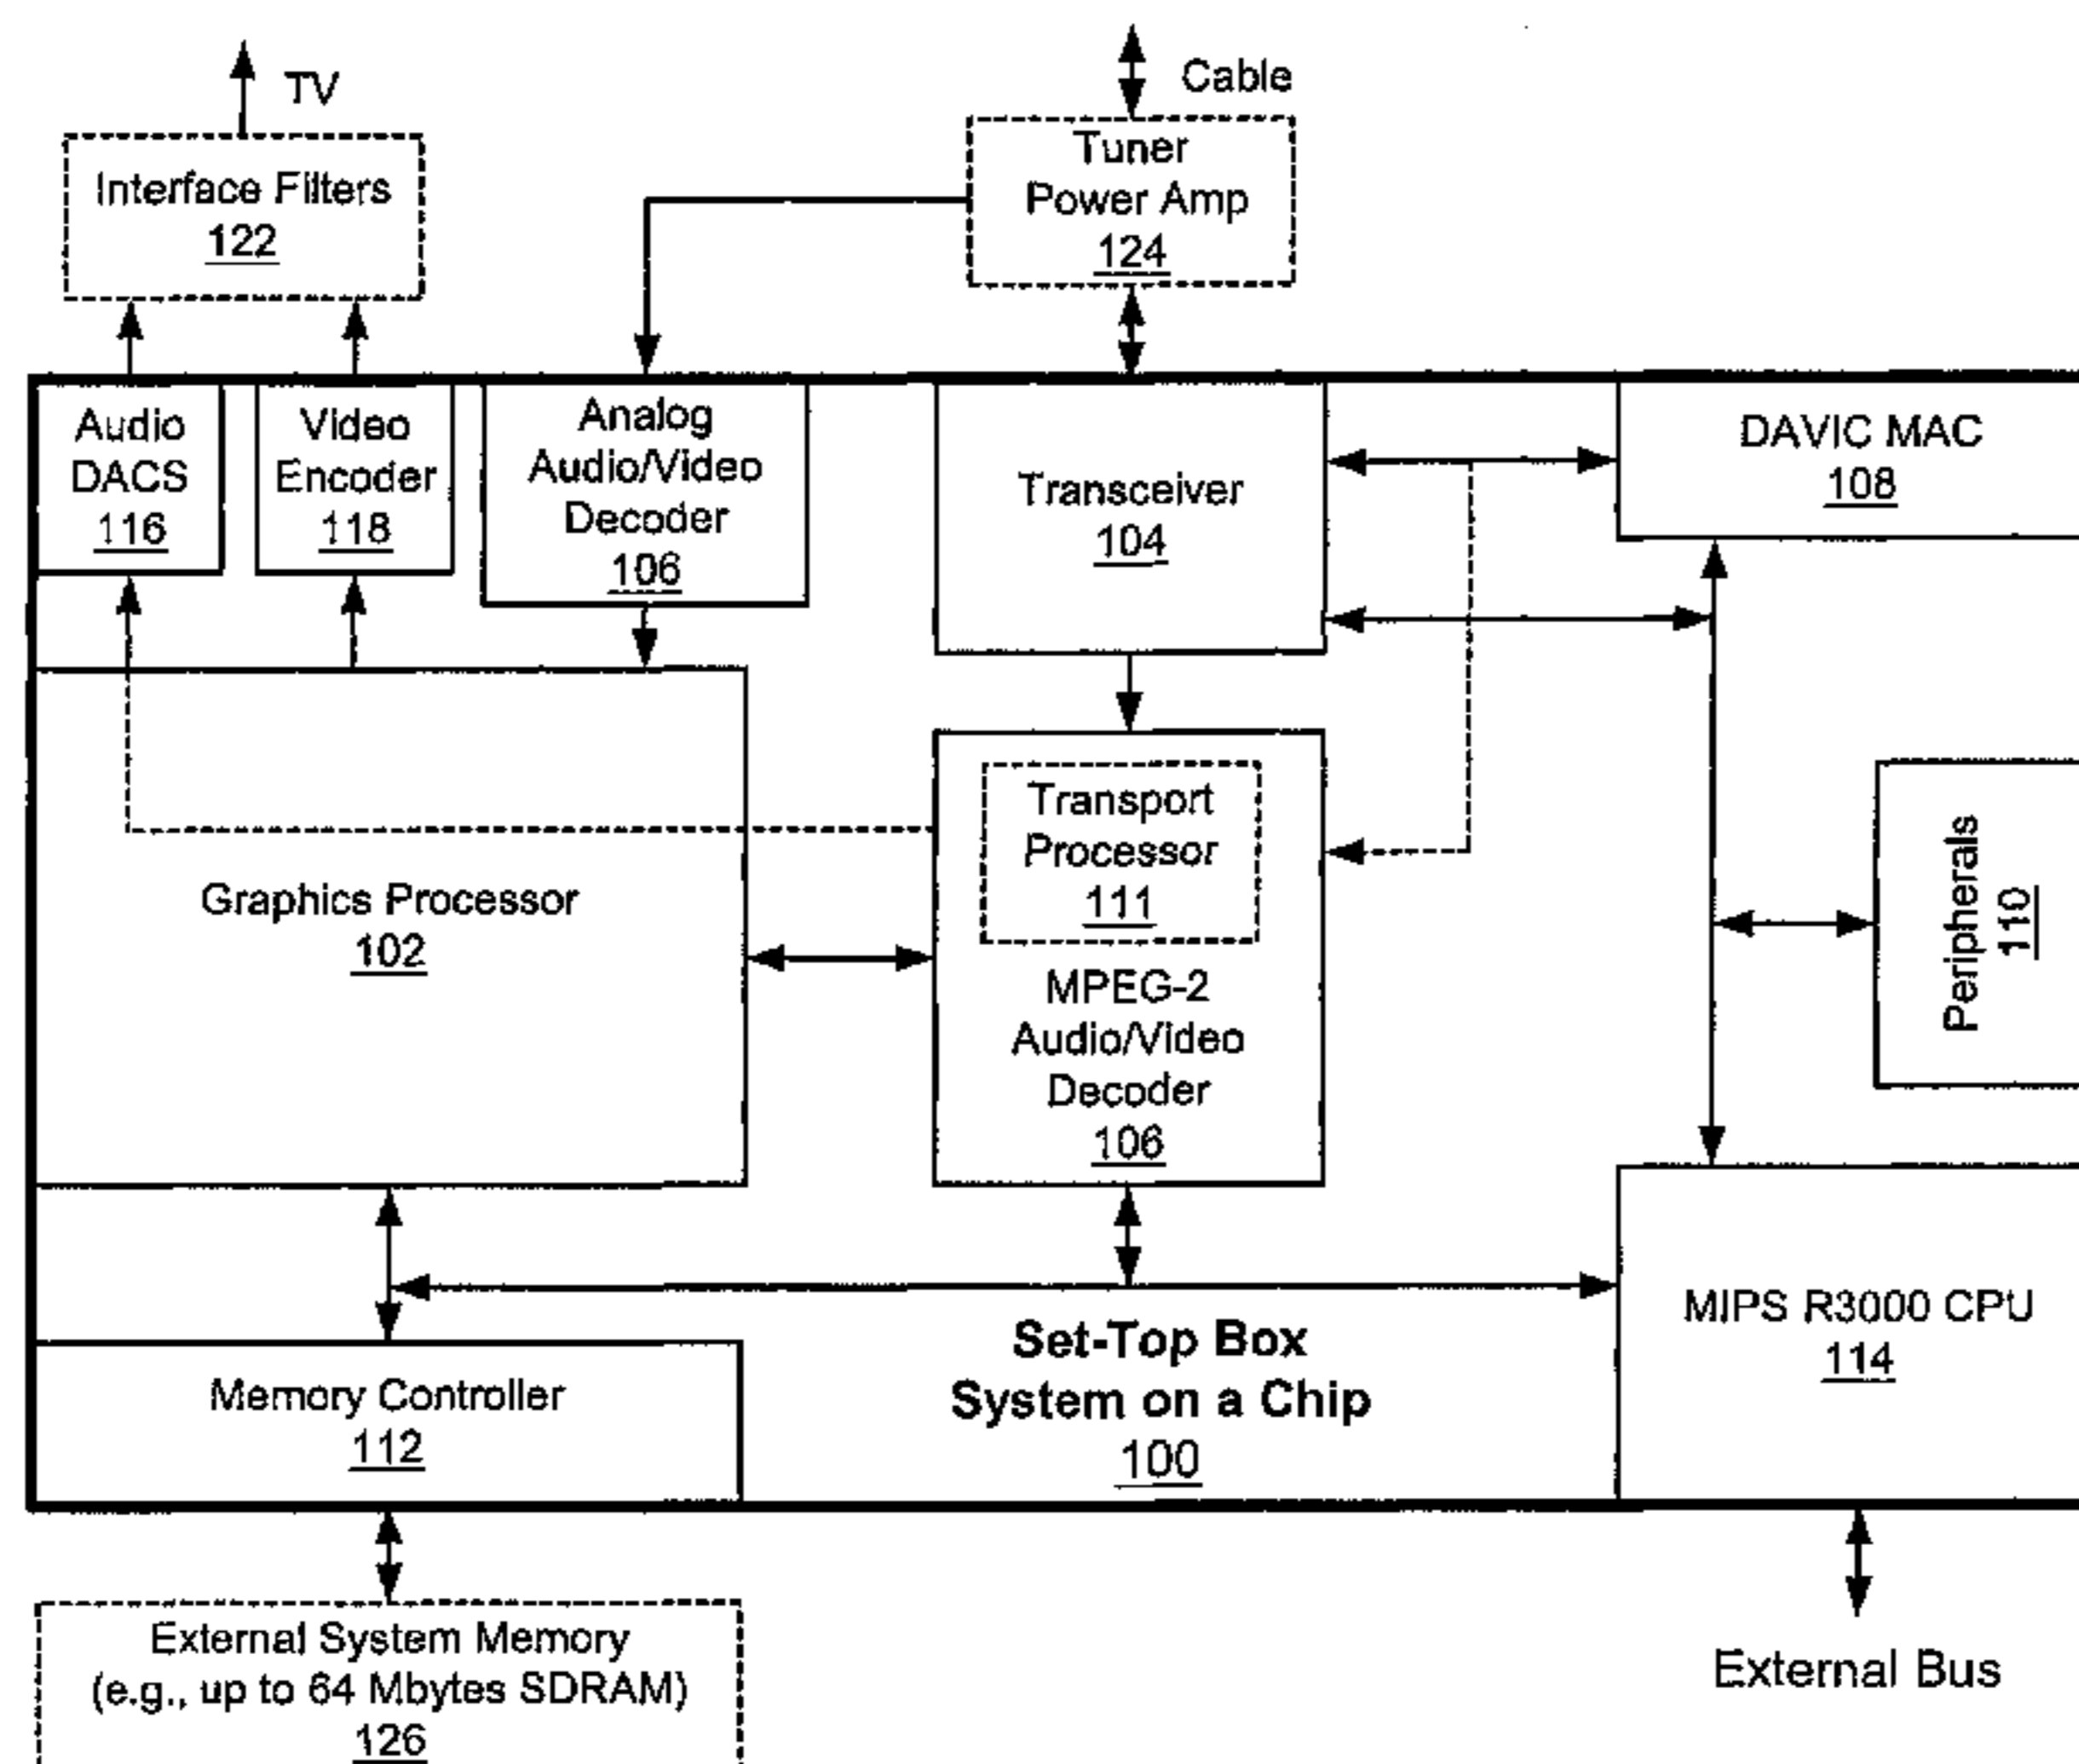 TV
Cable
Interface Filters
122
Tuner
Power Amp
124
Audio
DACS
116
Video
Encoder
118
Analog
Audio/Video
Decoder
106
Transceiver
104
DAVIC MAC
108
Graphics Processor
102
Transport
Processor
111
MPEG-2
Audio/Video
Decoder
106
Peripherals
110
Memory Controller
112
Set-Top Box
System on a Chip
100
MIPS R3000 CPU
114
External System Memory
(e.g., up to 64 Mbytes SDRAM)
126
External Bus